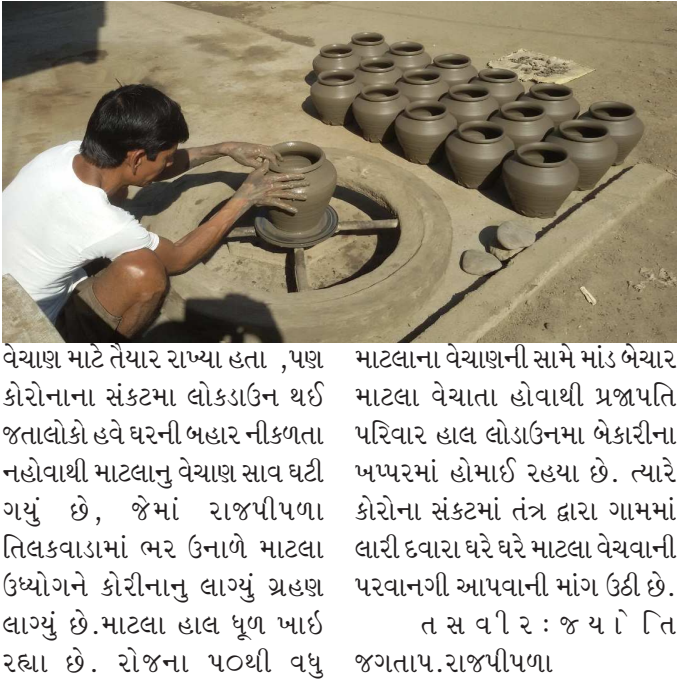 વેચાણ માટે તૈયાર રાખ્યા હતા ,પણ
કોરોનાના સંકટમા લોકડાઉન થઈ
જતાલોકો હવે ઘરની બહાર નીકળતા
નહોવાથી માટલાનુ વેચાણ સાવ ઘટી
ગયું છે, જેમાં રાજપીપળા
તિલકવાડામાં ભર ઉનાળે માટલા
ઉધ્યોગને કોરીનાનુ લાગ્યું ગ્રહણ
લાગ્યું છે.માટલા હાલ ધૂળ ખાઇ
રહ્યા છે. રોજના ૫૦થી વધુ
માટલાના વેચાણની સામે માંડ બેચાર
માટલા વેચાતા હોવાથી પ્રજાપતિ
પરિવાર હાલ લોડાઉનમા બેકારીના
ખપ્પરમાં હોમાઈ રહયા છે. ત્યારે
કોરોના સંકટમાં તંત્ર દ્વારા ગામમાં
લારી દવારા ઘરે ઘરે માટલા વેચવાની
પરવાનગી આપવાની માંગ ઉઠી છે.
તસવીર:જયોતિ
જગતાપ.રાજપીપળા